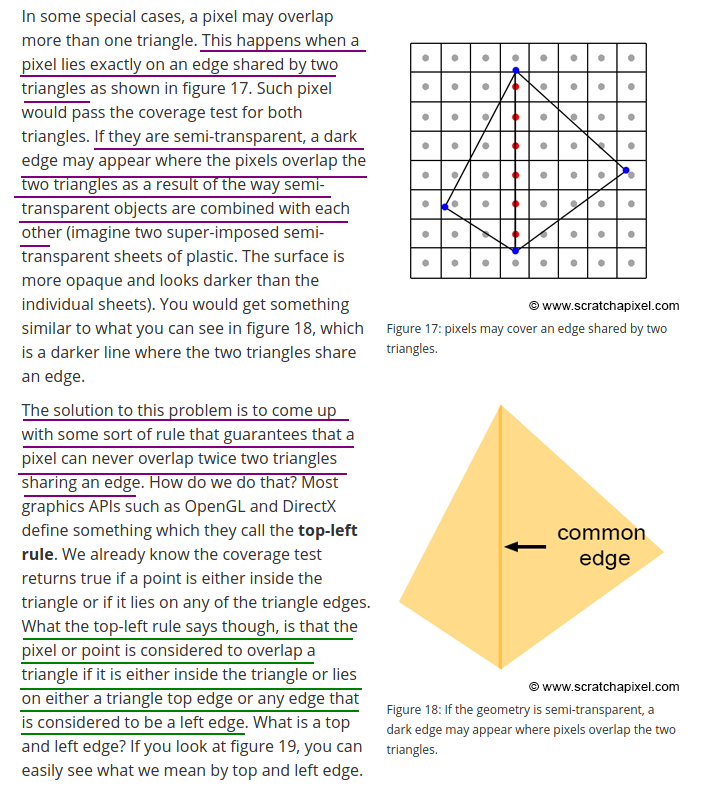 In some special cases, a pixel may overlap
more than one triangle. This happens when a
pixel lies exactly on an edge shared by two
triangles as shown in figure 17. Such pixel
would pass the coverage test for both
triangles. If they are semi-transparent, a dark
edge may appear where the pixels overlap the
two triangles as a result of the way semi-
transparent objects are combined with each
other (imagine two super-imposed semi-
transparent sheets of plastic. The surface is
more opaque and looks darker than the
individual sheets). You would get something
similar to what you can see in figure 18, which
is a darker line where the two triangles share
an edge.
© www.scratchapixel.com
Figure 17: pixels may cover an edge shared by two
triangles.
The solution to this problem is to come up
with some sort of rule that guarantees that a
pixel can never overlap twice two triangles
sharing an edge. How do we do that? Most
graphics APIs such as OpenGL and DirectX
define something which they call the top-left
rule. We already know the coverage test
returns true if a point is either inside the
triangle or if it lies on any of the triangle edges.
What the top-left rule says though, is that the
pixel or point is considered to overlap a
triangle if it is either inside the triangle or lies
on either a triangle top edge or any edge that
is considered to be a left edge. What is a top
and left edge? If you look at figure 19, you can
easily see what we mean by top and left edge.
common
edge
© www.scratchapixel.com
Figure 18: If the geometry is semi-transparent, a
dark edge may appear where pixels overlap the two
triangles.